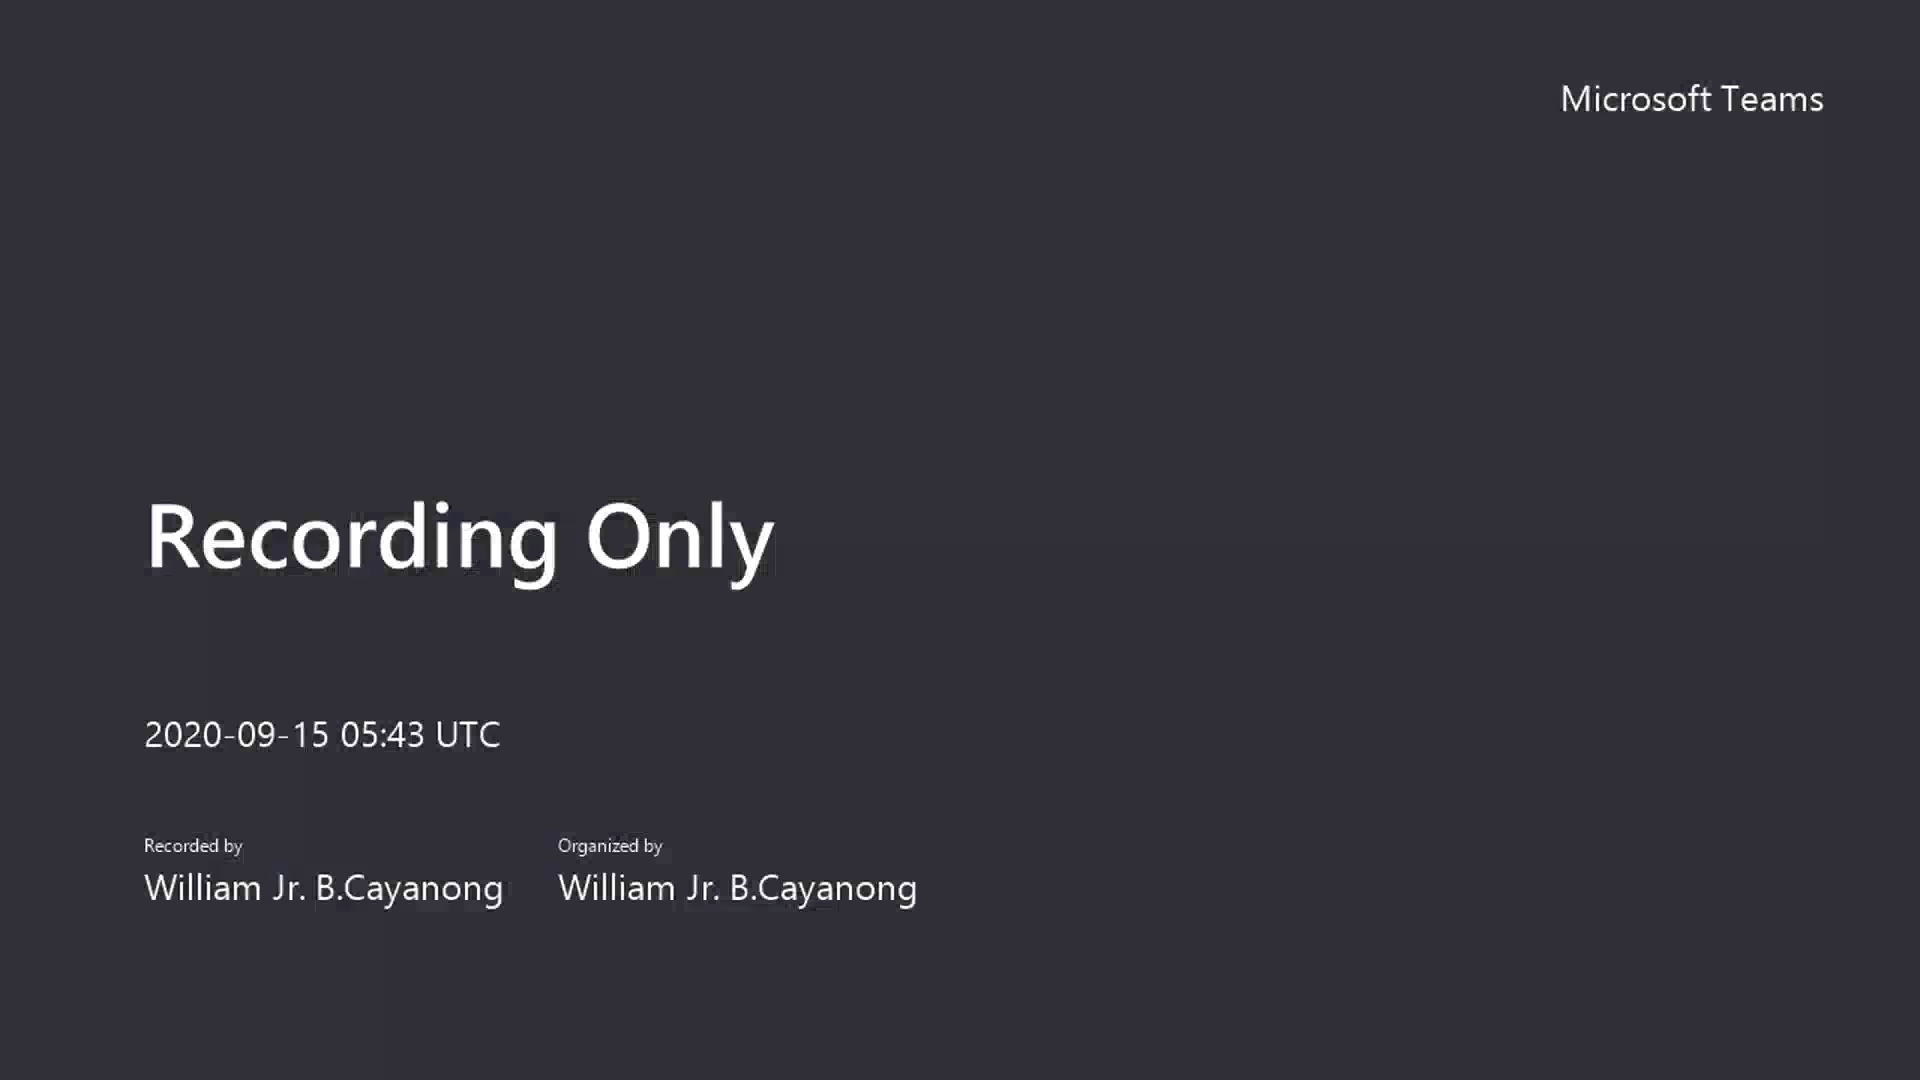 Microsoft Teams
Recording Only
2020-09-15 05:43 UTC
Recorded by
William Jr. B.Cayanong
Organized by
William Jr. B.Cayanong